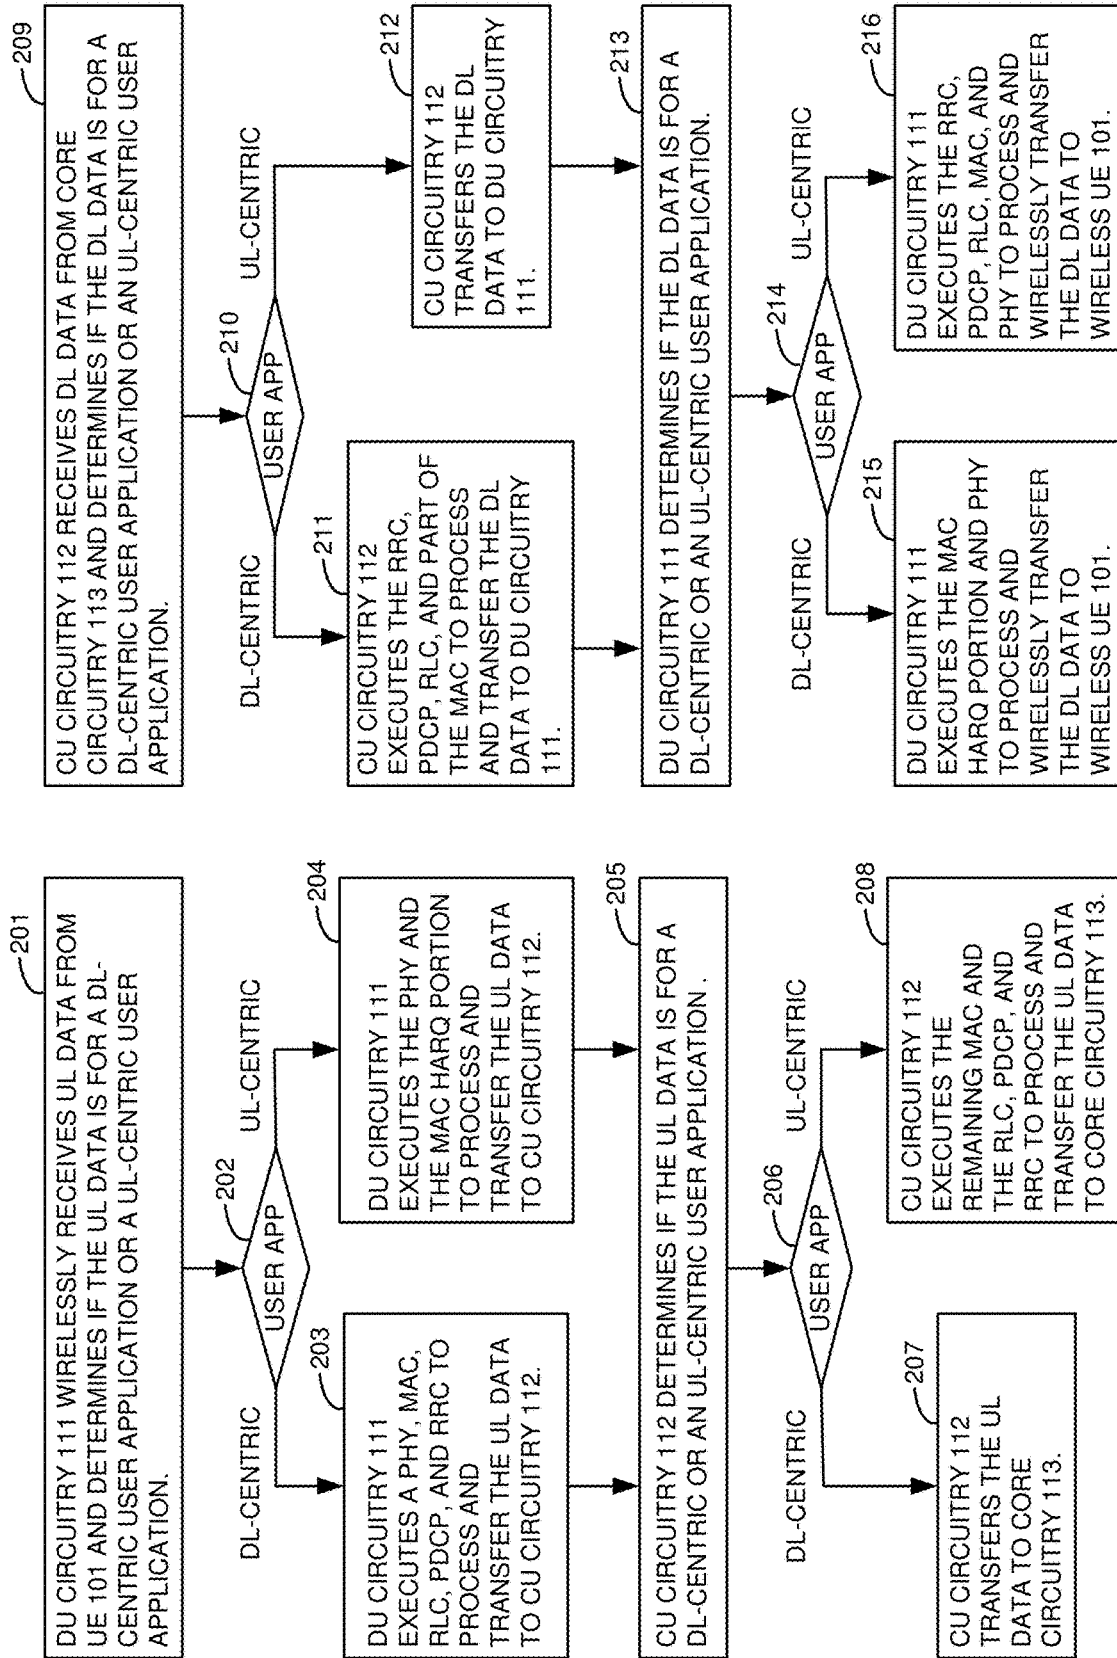 201
DU CIRCUITRY 111 WIRELESSLY RECEIVES UL DATA FROM
UE 101 AND DETERMINES IF THE UL DATA IS FOR A DL-
CENTRIC USER APPLICATION OR A UL-CENTRIC USER
APPLICATION.
202
USER APP
DL-CENTRIC
UL-CENTRIC
203
DU CIRCUITRY 111
EXECUTES A PHY, MAC,
RLC, PDCP, AND RRC TO
PROCESS AND
TRANSFER THE UL DATA
TO CU CIRCUITRY 112.
204
DU CIRCUITRY 111
EXECUTES THE PHY AND
THE MAC HARQ PORTION
TO PROCESS AND
TRANSFER THE UL DATA
TO CU CIRCUITRY 112.
205
CU CIRCUITRY 112 DETERMINES IF THE UL DATA IS FOR A
DL-CENTRIC OR AN UL-CENTRIC USER APPLICATION .
206
USER APP
DL-CENTRIC
UL-CENTRIC
207
CU CIRCUITRY 112
TRANSFERS THE UL
DATA TO CORE
CIRCUITRY 113.
208
CU CIRCUITRY 112
EXECUTES THE
REMAINING MAC AND
THE RLC, PDCP, AND
RRC TO PROCESS AND
TRANSFER THE UL DATA
TO CORE CIRCUITRY 113.
209
CU CIRCUITRY 112 RECEIVES DL DATA FROM CORE
CIRCUITRY 113 AND DETERMINES IF THE DL DATA IS FOR A
DL-CENTRIC USER APPLICATION OR AN UL-CENTRIC USER
APPLICATION.
210
USER APP
DL-CENTRIC
UL-CENTRIC
211
CU CIRCUITRY 112
EXECUTES THE RRC,
PDCP, RLC, AND PART OF
THE MAC TO PROCESS
AND TRANSFER THE DL
DATA TO DU CIRCUITRY
111.
212
CU CIRCUITRY 112
TRANSFERS THE DL
DATA TO DU CIRCUITRY
111.
213
DU CIRCUITRY 111 DETERMINES IF THE DL DATA IS FOR A
DL-CENTRIC OR AN UL-CENTRIC USER APPLICATION.
214
USER APP
DL-CENTRIC
UL-CENTRIC
215
DU CIRCUITRY 111
EXECUTES THE MAC
HARQ PORTION AND PHY
TO PROCESS AND
WIRELESSLY TRANSFER
THE DL DATA TO
WIRELESS UE 101.
216
DU CIRCUITRY 111
EXECUTES THE RRC,
PDCP, RLC, MAC, AND
PHY TO PROCESS AND
WIRELESSLY TRANSFER
THE DL DATA TO
WIRELESS UE 101.